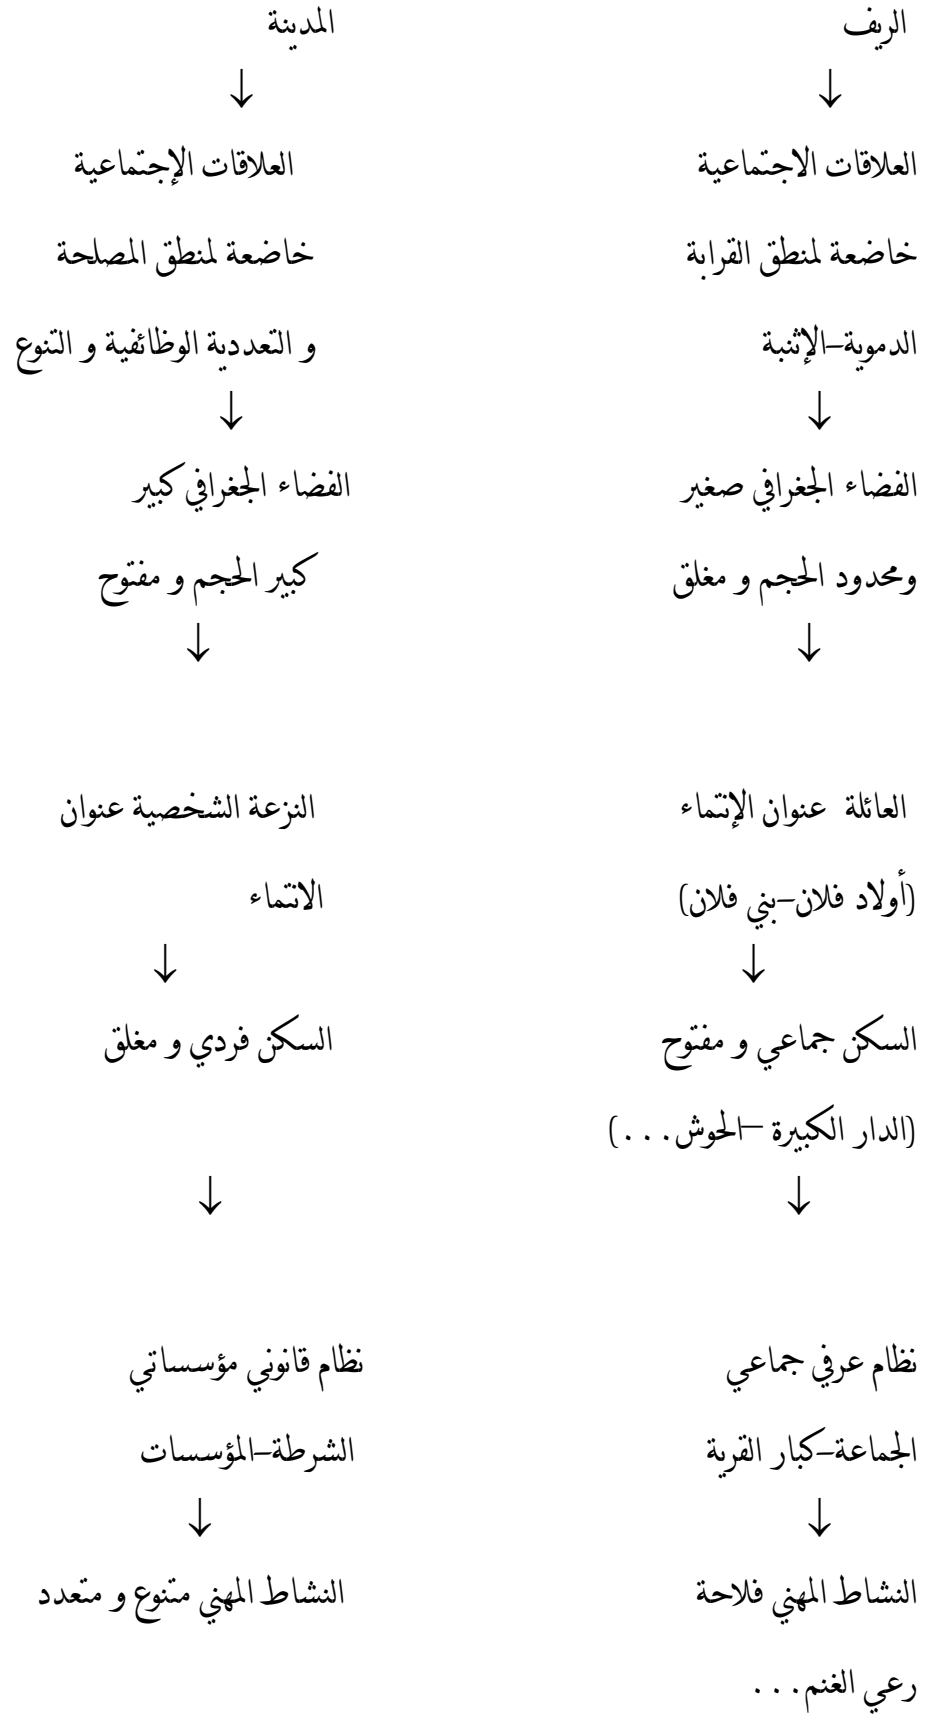 الريف المدينة
↓ ↓
العلاقات الاجتماعية العلاقات الإجتماعية
خاضعة لمنطق القرابة خاضعة لمنطق المصلحة
الدموية–الإثنية و التعددية الوظائفية و التنوع
↓ ↓
الفضاء الجغرافي صغير الفضاء الجغرافي كبير
ومحدود الحجم و مغلق كبير الحجم و مفتوح
↓ ↓
العائلة عنوان الإنتماء النزعة الشخصية عنوان
(أولاد فلان–بني فلان) الانتماء
↓ ↓
السكن جماعي و مفتوح السكن فردي و مغلق
(الدار الكبيرة –الحوش...)
↓ ↓
نظام عرفي جماعي نظام قانوني مؤسساتي
الجماعة–كبار القرية الشرطة–المؤسسات
↓ ↓
النشاط المهني فلاحة النشاط المهني متنوع و متعدد
رعي الغنم...